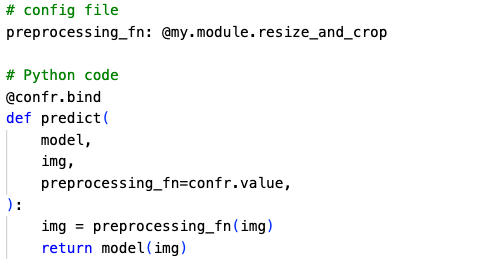 # config file
preprocessing_fn: @my.module.resize_and_crop

# Python code
@confr.bind
def predict(
    model,
    img,
    preprocessing_fn=confr.value,
):
    img = preprocessing_fn(img)
    return model(img)